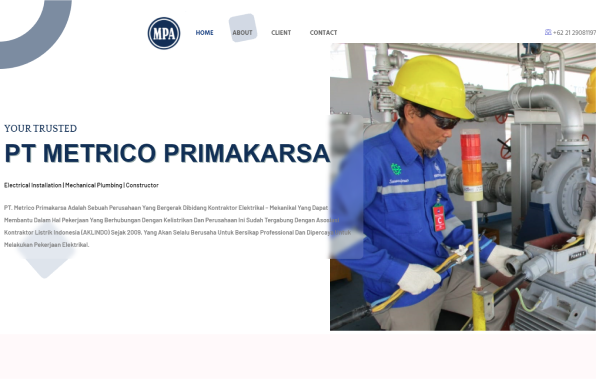 MPA
HOME
ABOUT
CLIENT
CONTACT
+62 21 29081197
YOUR TRUSTED
PT METRICO PRIMAKARSA
Electrical Installation | Mechanical Plumbing | Constructor
PT. Metrico Primakarsa Adalah Sebuah Perusahaan Yang Bergerak Dibidang Kontraktor Elektrikal – Mekanikal Yang Dapat
Membantu Dalam Hal Pekerjaan Yang Berhubungan Dengan Kelistrikan Dan Perusahaan Ini Sudah Tergabung Dengan
Kontraktor Listrik Indonesia (AKLINDO) Sejak 2009. Yang Akan Selalu Berusaha Untuk Bersikap Professional Dan
Melakukan Pekerjaan Elektrikal.